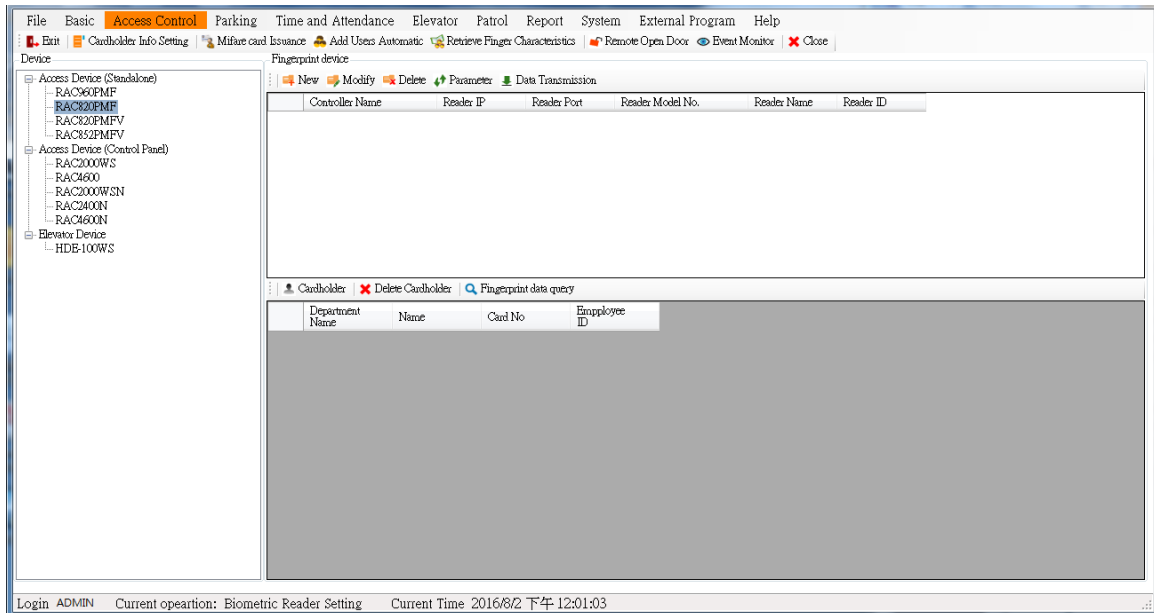 File Basic Access Control Parking Time and Attendance Elevator Patrol Report System External Program Help
Exit Cardholder Info Setting Mifare card Issuance Add Users Automatic Retrieve Finger Characteristics Remote Open Door Event Monitor Close
Device
Access Device (Standalone)
RAC960PMF
RAC820PMF
RAC820PMFV
RAC852PMFV
Access Device (Control Panel)
RAC2000WS
RAC4600
RAC2000WSN
RAC2400N
RAC4600N
Elevator Device
HDE-100WS
Fingerprint device
New Modify Delete Parameter Data Transmission
Controller Name Reader IP Reader Port Reader Model No. Reader Name Reader ID
Cardholder Delete Cardholder Fingerprint data query
Department Name Name Card No Empployee ID
Login ADMIN Current opeartion: Biometric Reader Setting Current Time 2016/8/2 下午 12:01:03